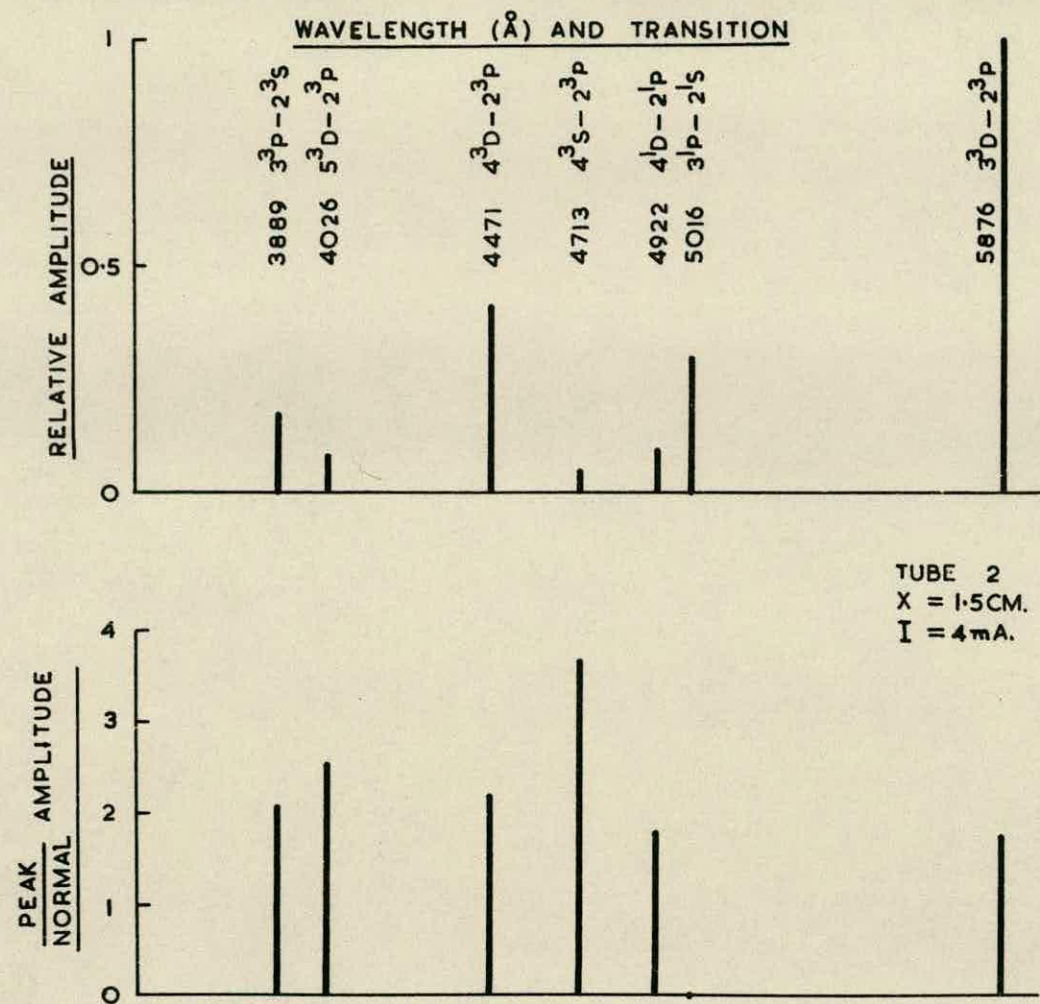 WAVELENGTH (Å) AND TRANSITION
RELATIVE AMPLITUDE
1
0·5
0
3889 3³P–2³S
4026 5³D–2³P
4471 4³D–2³P
4713 4³S–2³P
4922 4¹D–2¹P
5016 3¹P–2¹S
5876 3³D–2³P
TUBE 2
X = 1·5CM.
I = 4mA.
PEAK
NORMAL
AMPLITUDE
4
3
2
1
0